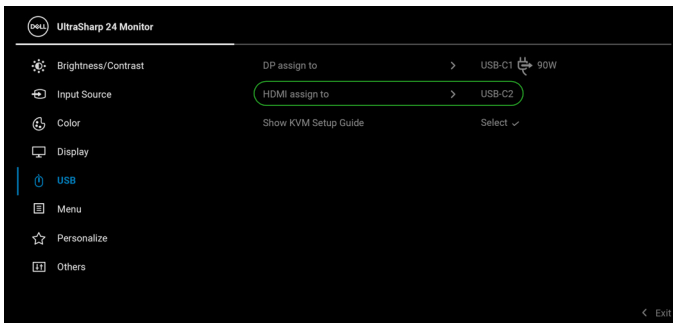 DELL UltraSharp 24 Monitor
Brightness/Contrast DP assign to > USB-C1 90W
Input Source HDMI assign to > USB-C2
Color Show KVM Setup Guide Select ✓
Display
USB
Menu
Personalize
Others
< Exit